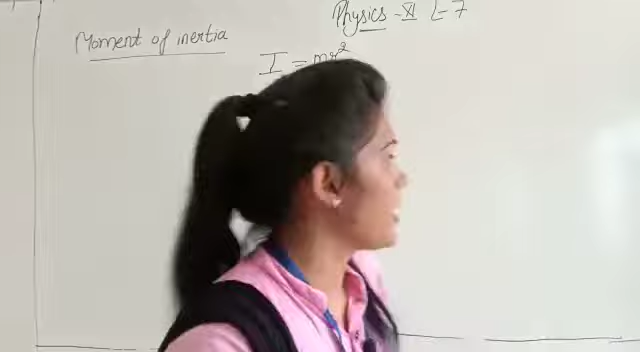 Physics - XI L-7
Moment of inertia
I = mr²